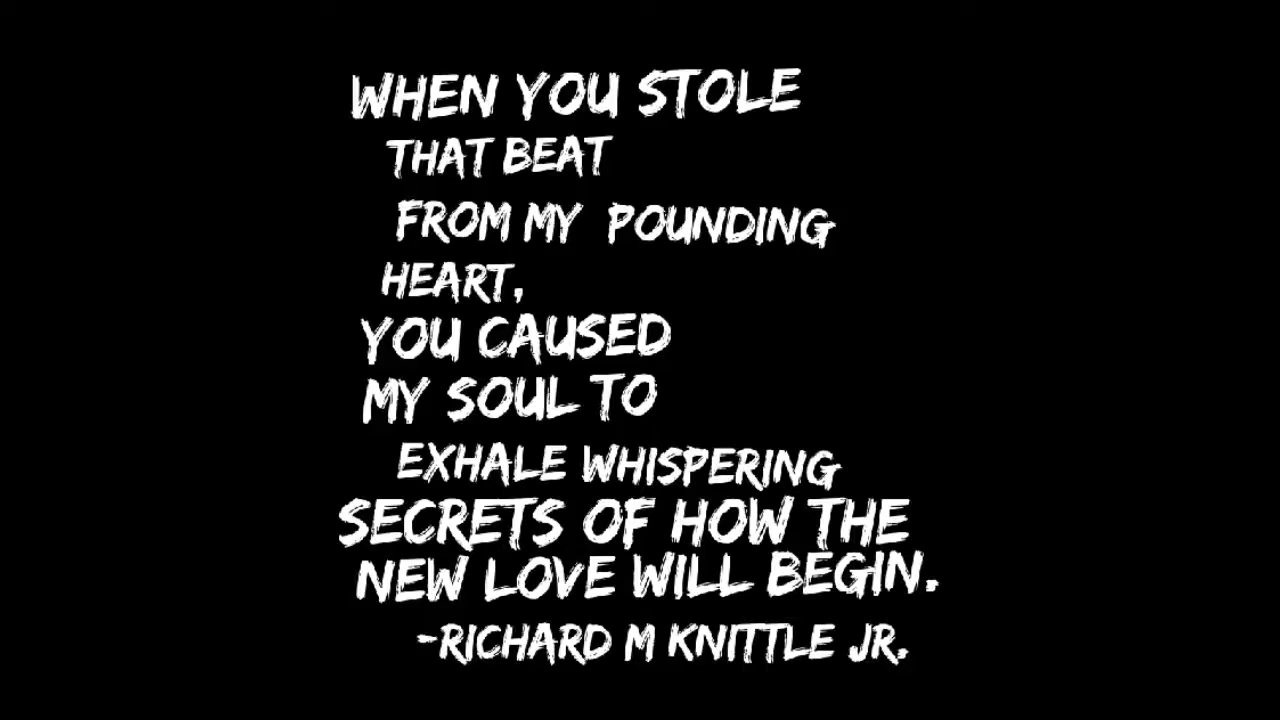 WHEN YOU STOLE
THAT BEAT
FROM MY POUNDING
HEART,
YOU CAUSED
MY SOUL TO
EXHALE WHISPERING
SECRETS OF HOW THE
NEW LOVE WILL BEGIN.
-RICHARD M KNITTLE JR.